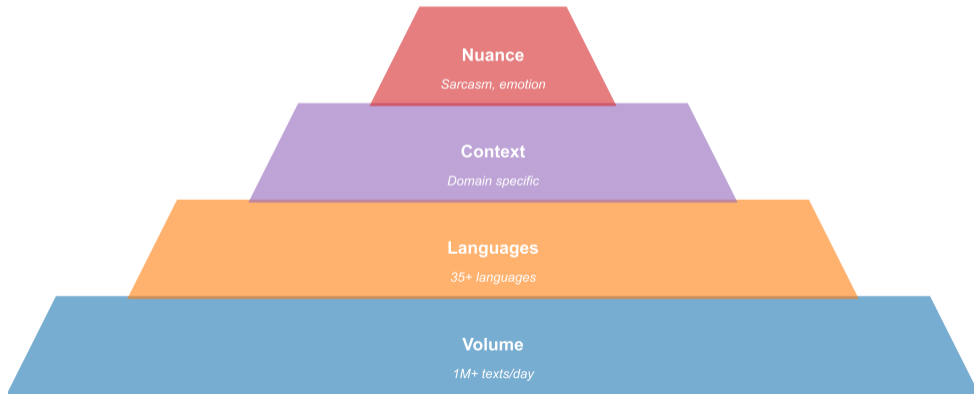 Nuance
Sarcasm, emotion
Context
Domain specific
Languages
35+ languages
Volume
1M+ texts/day